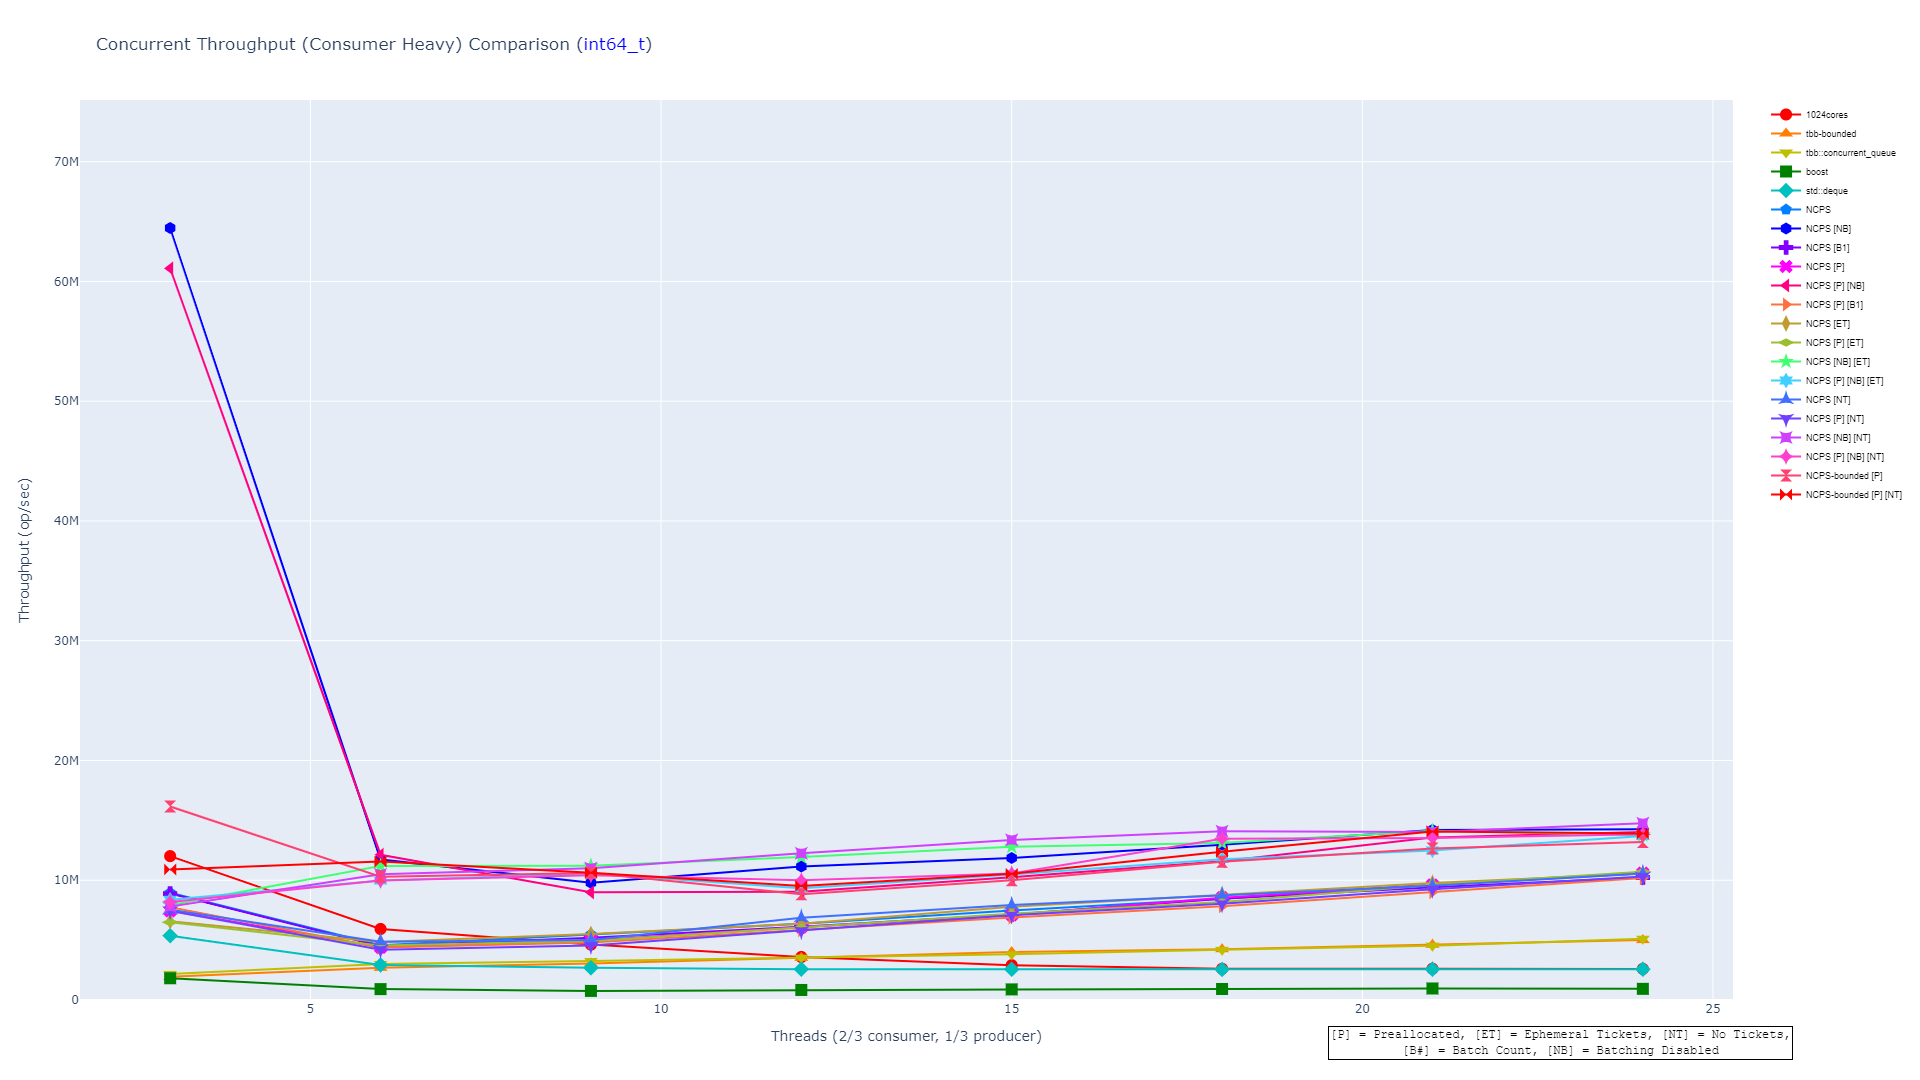 Concurrent Throughput (Consumer Heavy) Comparison (int64_t)
Throughput (op/sec)
70M
60M
50M
40M
30M
20M
10M
0
5
10
15
20
25
Threads (2/3 consumer, 1/3 producer)
1024cores
tbb-bounded
tbb::concurrent_queue
boost
std::deque
NCPS
NCPS [NB]
NCPS [B1]
NCPS [P]
NCPS [P] [NB]
NCPS [P] [B1]
NCPS [ET]
NCPS [P] [ET]
NCPS [NB] [ET]
NCPS [P] [NB] [ET]
NCPS [NT]
NCPS [P] [NT]
NCPS [NB] [NT]
NCPS [P] [NB] [NT]
NCPS-bounded [P]
NCPS-bounded [P] [NT]
[P] = Preallocated, [ET] = Ephemeral Tickets, [NT] = No Tickets,
[B#] = Batch Count, [NB] = Batching Disabled